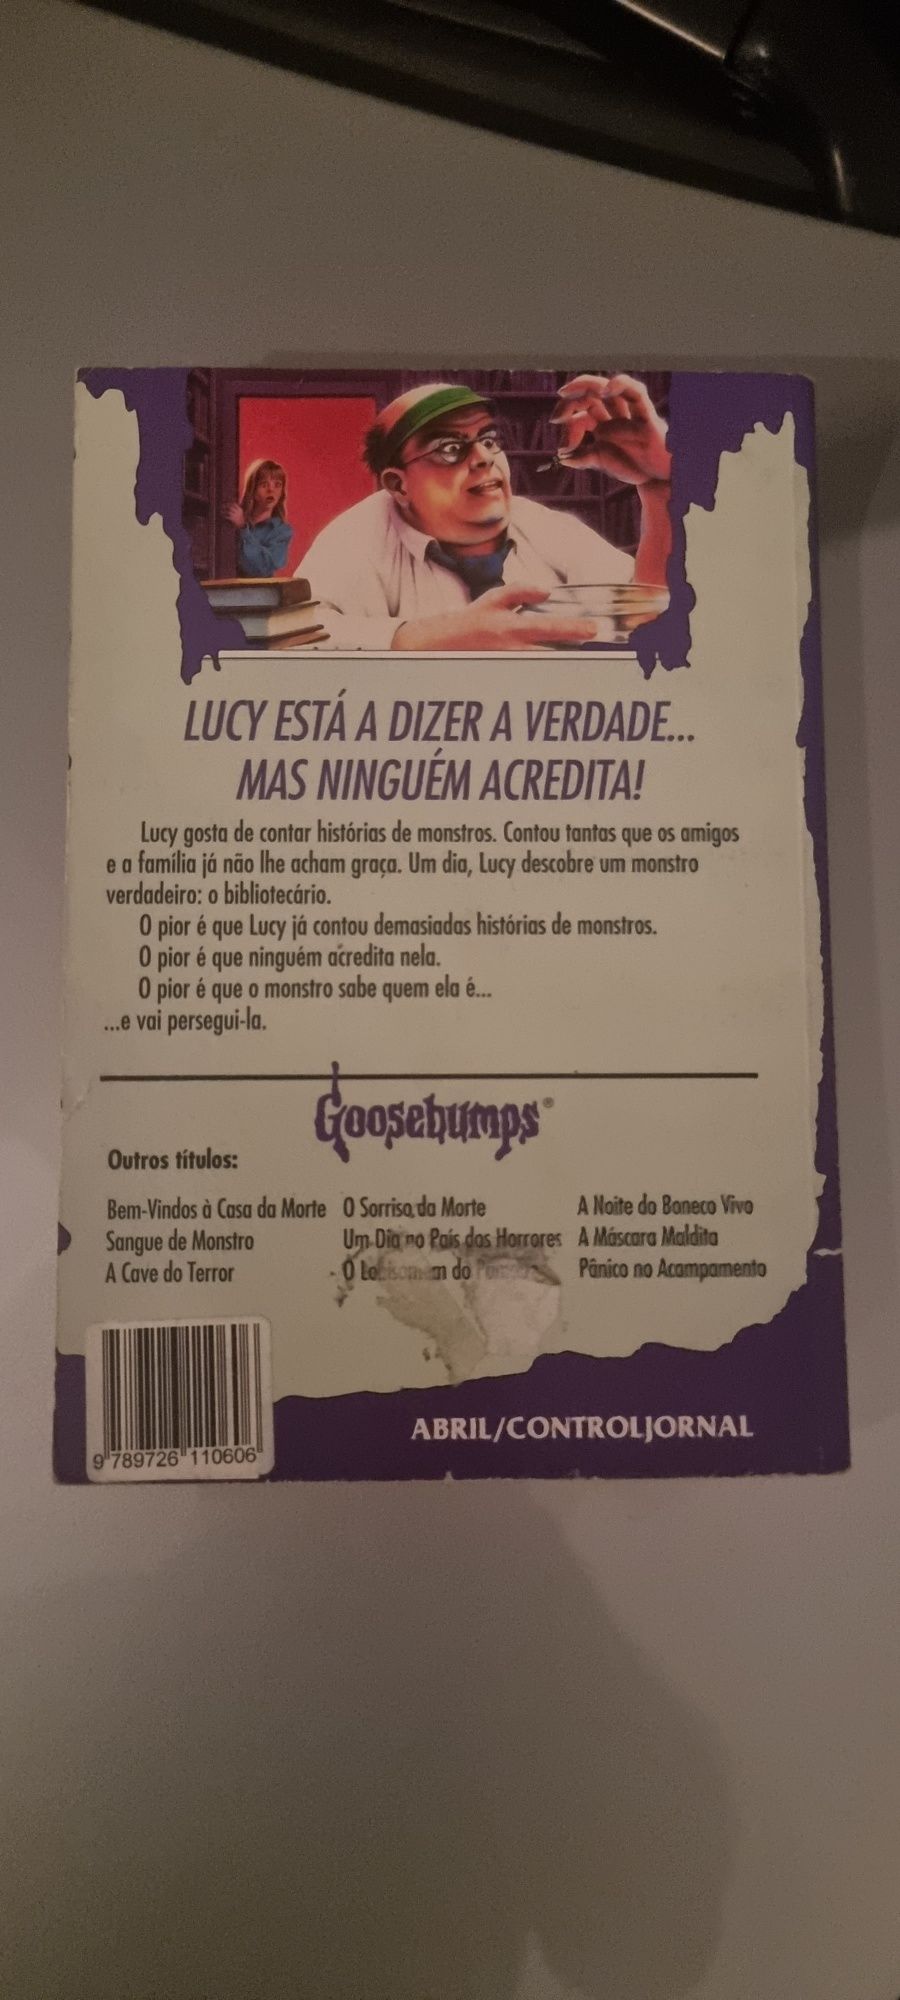 LUCY ESTÁ A DIZER A VERDADE...
MAS NINGUÉM ACREDITA!
Lucy gosta de contar histórias de monstros. Contou tantas que os amigos
e a família já não lhe acham graça. Um dia, Lucy descobre um monstro
verdadeiro: o bibliotecário.
O pior é que Lucy já contou demasiadas histórias de monstros.
O pior é que ninguém acredita nela.
O pior é que o monstro sabe quem ela é...
...e vai persegui-la.
Goosebumps®
Outros títulos:
Bem-Vindos à Casa da Morte
Sangue de Monstro
A Cave do Terror
O Sorriso da Morte
Um Dia no País dos Horrores
O do
A Noite do Boneco Vivo
A Máscara Maldita
Pânico no Acampamento
9 789726 110606
ABRIL/CONTROLJORNAL